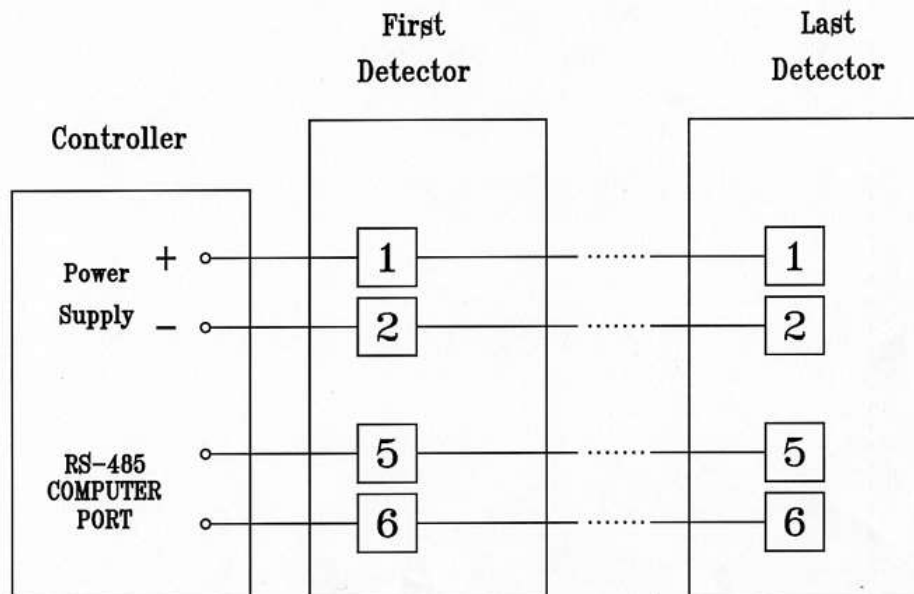 First
Detector
Last
Detector
Controller
Power
Supply
+
-
1
2
1
2
RS-485
COMPUTER
PORT
5
6
5
6